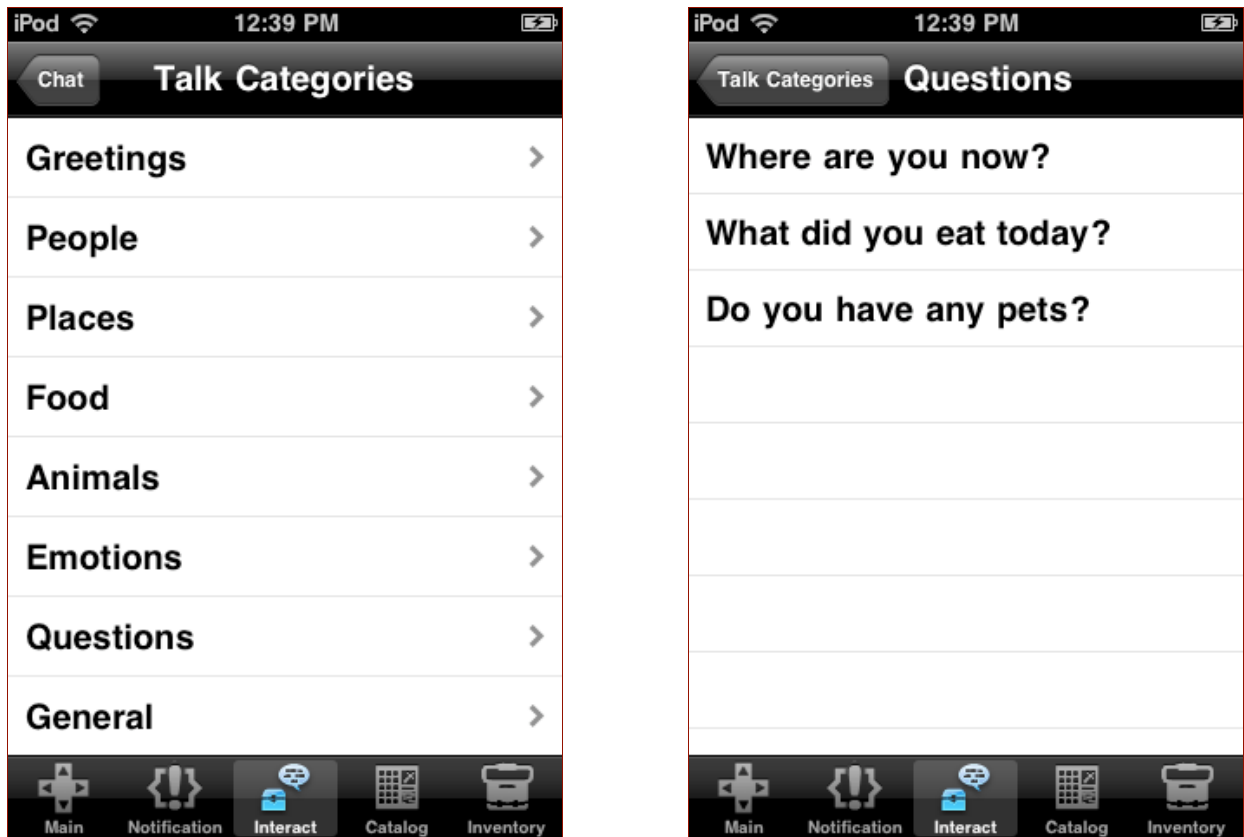 iPod 12:39 PM
Chat Talk Categories
Greetings
People
Places
Food
Animals
Emotions
Questions
General
Main Notification Interact Catalog Inventory
iPod 12:39 PM
Talk Categories Questions
Where are you now?
What did you eat today?
Do you have any pets?
Main Notification Interact Catalog Inventory